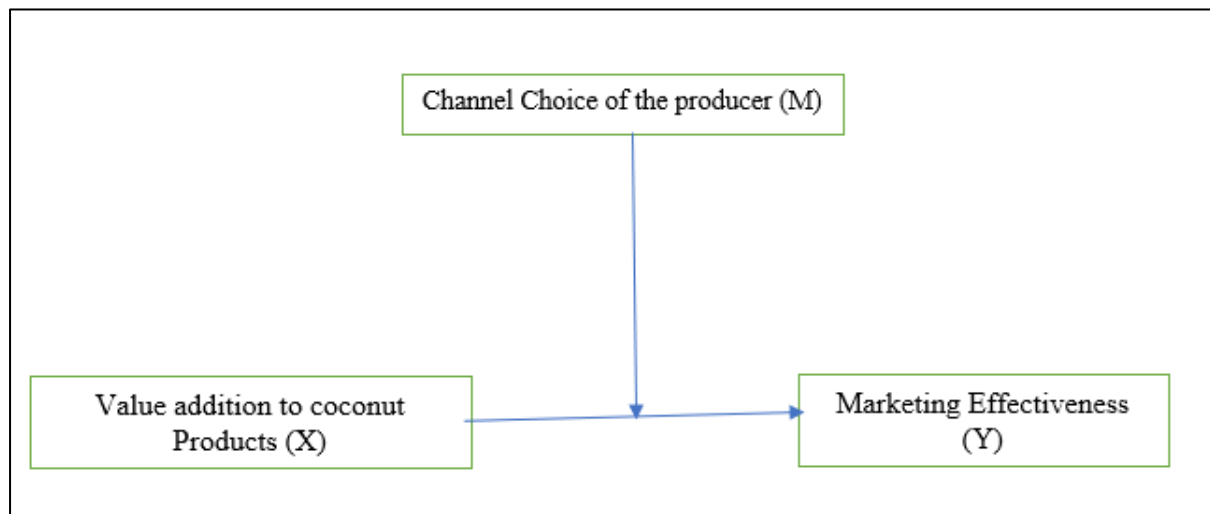 Channel Choice of the producer (M)
Value addition to coconut
Products (X)
Marketing Effectiveness
(Y)